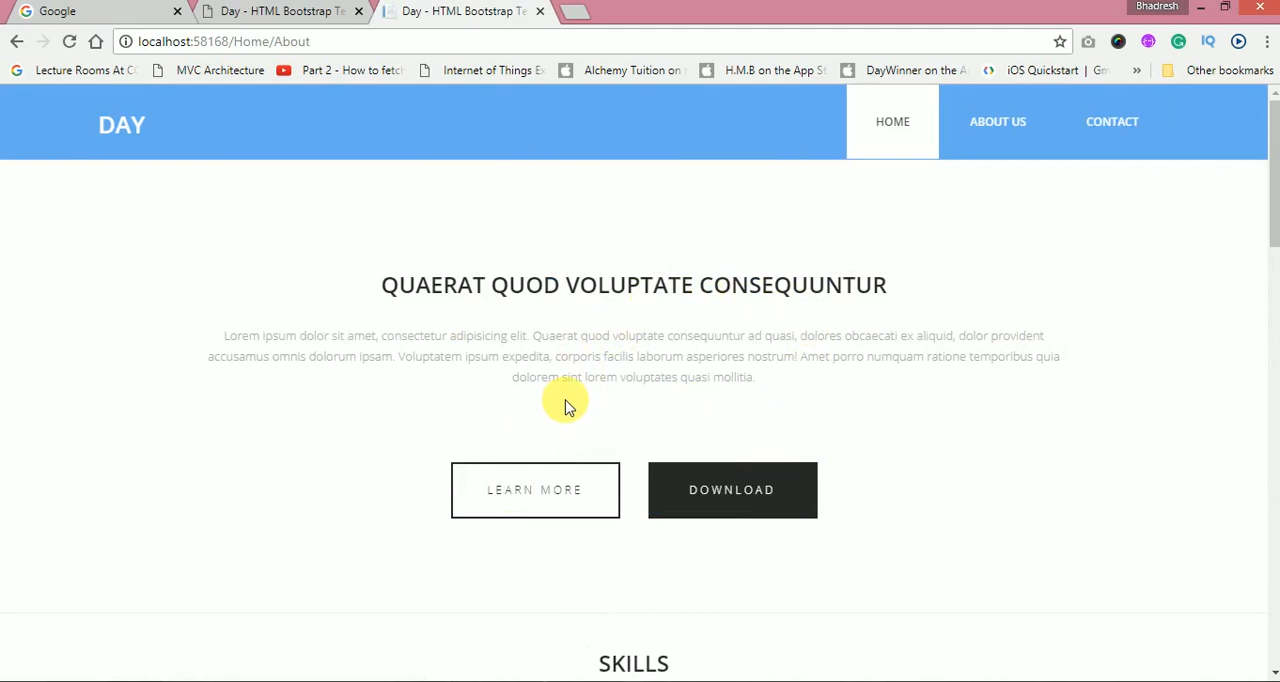 Bhadresh
Google
Day - HTML Bootstrap Te
Day - HTML Bootstrap Te
localhost:58168/Home/About
Lecture Rooms At CC
MVC Architecture
Part 2 - How to fetch
Internet of Things Ex
Alchemy Tuition on
H.M.B on the App St
DayWinner on the A
iOS Quickstart | Gm
» Other bookmarks
DAY
HOME
ABOUT US
CONTACT
QUAERAT QUOD VOLUPTATE CONSEQUUNTUR
Lorem ipsum dolor sit amet, consectetur adipisicing elit. Quaerat quod voluptate consequuntur ad quasi, dolores obcaecati ex aliquid, dolor provident
accusamus omnis dolorum ipsam. Voluptatem ipsum expedita, corporis facilis laborum asperiores nostrum! Amet porro numquam ratione temporibus quia
dolorem sint lorem voluptates quasi mollitia.
LEARN MORE
DOWNLOAD
SKILLS